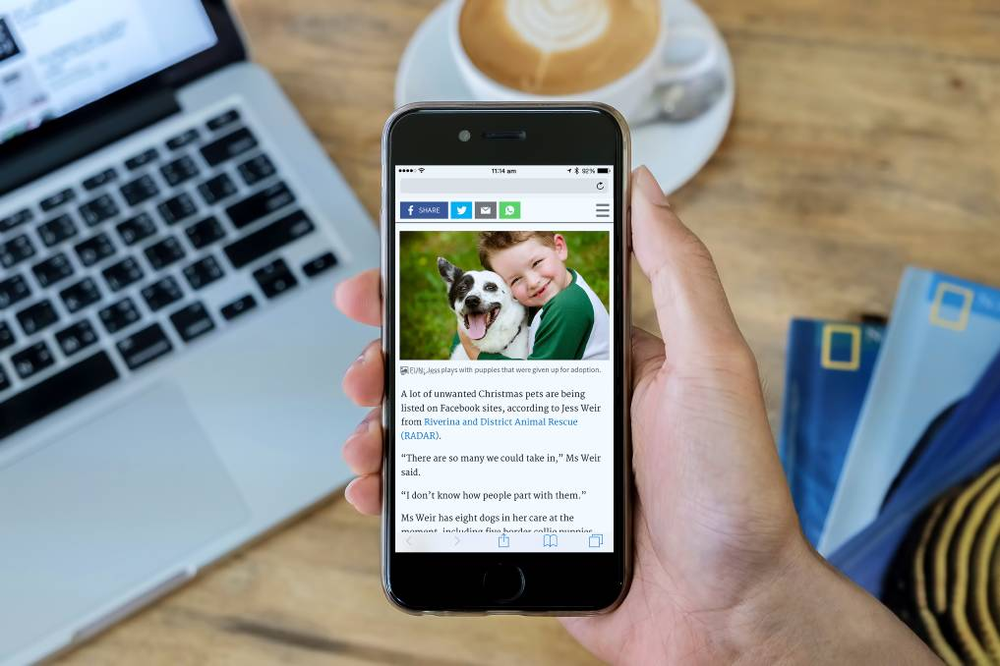 11:14 am
92%
SHARE
FUN: Jess plays with puppies that were given up for adoption.
A lot of unwanted Christmas pets are being
listed on Facebook sites, according to Jess Weir
from Riverina and District Animal Rescue
(RADAR).
“There are so many we could take in,” Ms Weir
said.
“I don’t know how people part with them.”
Ms Weir has eight dogs in her care at the
moment, including five border collie puppies